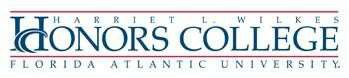 HARRIET L. WILKES
HONORS COLLEGE
FLORIDA ATLANTIC UNIVERSITY.